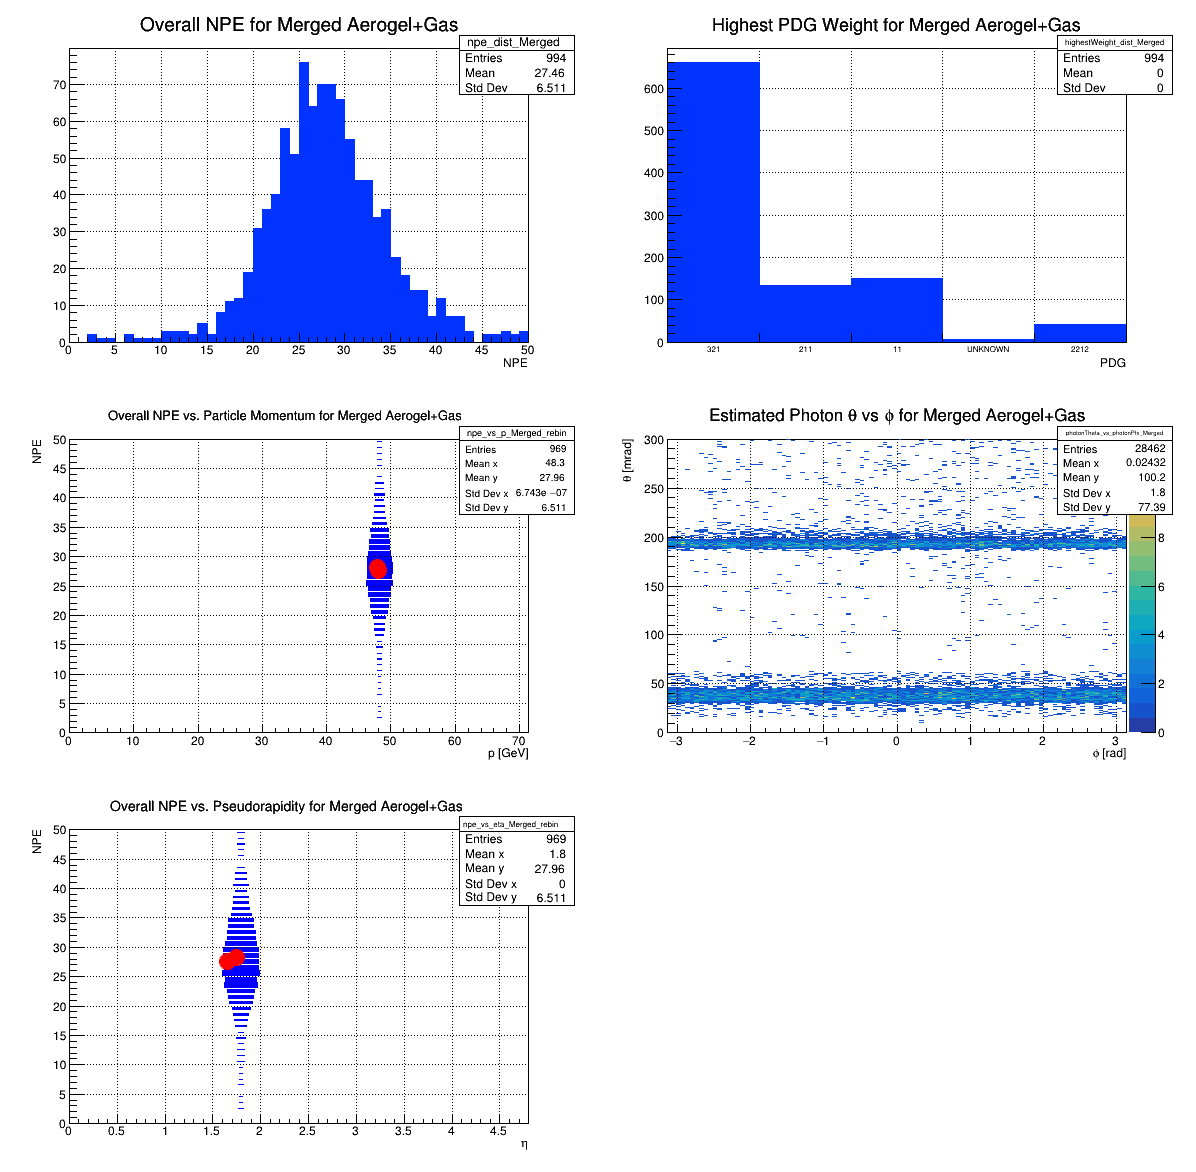 Overall NPE for Merged Aerogel+Gas
npe_dist_Merged
Entries 994
Mean 27.46
Std Dev 6.511
70
60
50
40
30
20
10
0
0 5 10 15 20 25 30 35 40 45 50
NPE
Highest PDG Weight for Merged Aerogel+Gas
highestWeight_dist_Merged
Entries 994
Mean 0
Std Dev 0
600
500
400
300
200
100
0
321 211 11 UNKNOWN 2212
PDG
Overall NPE vs. Particle Momentum for Merged Aerogel+Gas
npe_vs_p_Merged_rebin
Entries 969
Mean x 48.3
Mean y 27.96
Std Dev x 6.743e −07
Std Dev y 6.511
NPE
50
45
40
35
30
25
20
15
10
5
0
0 10 20 30 40 50 60 70
p [GeV]
Estimated Photon θ vs ϕ for Merged Aerogel+Gas
photonTheta_vs_photonPhi_Merged
Entries 28462
Mean x 0.02432
Mean y 100.2
Std Dev x 1.8
Std Dev y 77.39
θ [mrad]
300
250
200
150
100
50
0
−3 −2 −1 0 1 2 3
ϕ [rad]
8
6
4
2
0
Overall NPE vs. Pseudorapidity for Merged Aerogel+Gas
npe_vs_eta_Merged_rebin
Entries 969
Mean x 1.8
Mean y 27.96
Std Dev x 0
Std Dev y 6.511
NPE
50
45
40
35
30
25
20
15
10
5
0
0 0.5 1 1.5 2 2.5 3 3.5 4 4.5
η